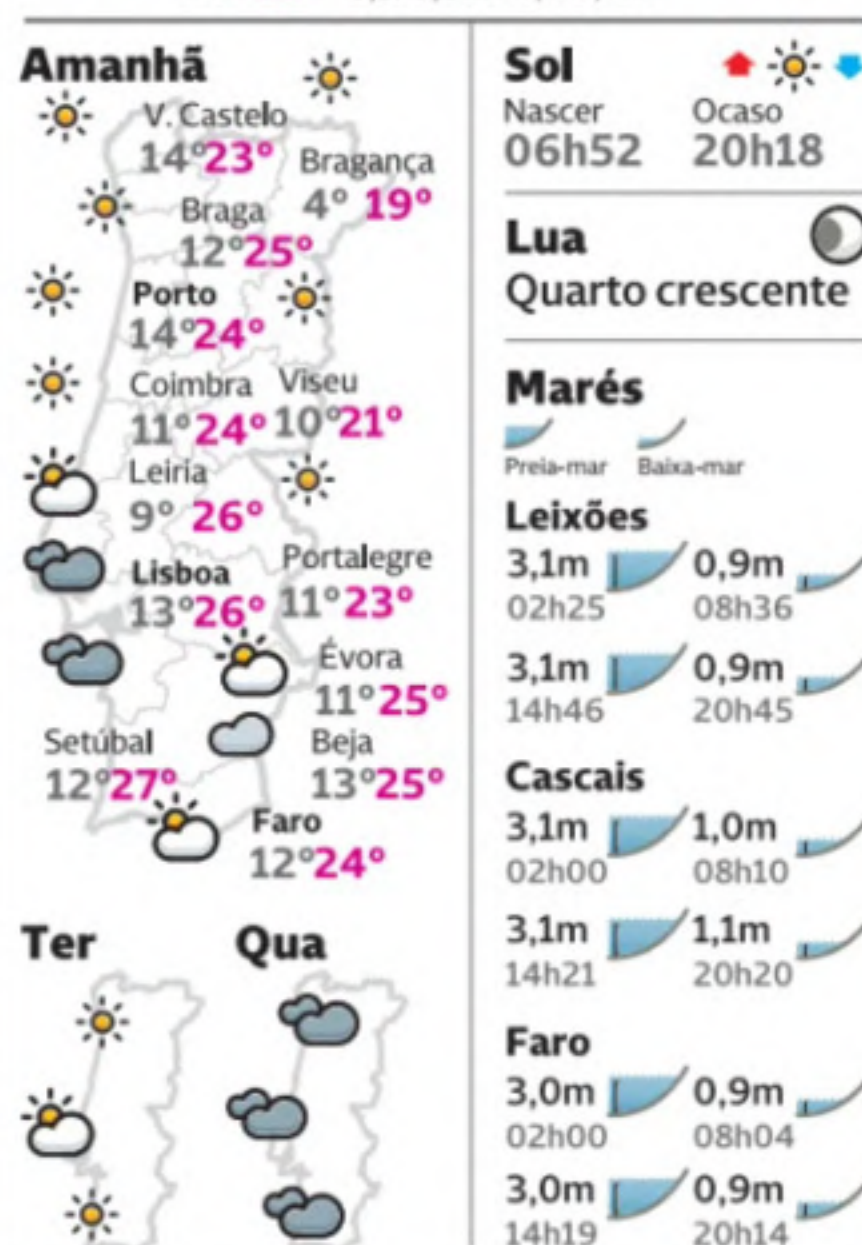 Amanhã
V. Castelo
14° 23°
Bragança
4° 19°
Braga
12° 25°
Porto
14° 24°
Coimbra
11° 24°
Viseu
10° 21°
Leiria
9° 26°
Lisboa
13° 26°
Portalegre
11° 23°
Évora
11° 25°
Setúbal
12° 27°
Beja
13° 25°
Faro
12° 24°
Ter
Qua
Sol
Nascer Ocaso
06h52 20h18
Lua
Quarto crescente
Marés
Preia-mar Baixa-mar
Leixões
3,1m 0,9m
02h25 08h36
3,1m 0,9m
14h46 20h45
Cascais
3,1m 1,0m
02h00 08h10
3,1m 1,1m
14h21 20h20
Faro
3,0m 0,9m
02h00 08h04
3,0m 0,9m
14h19 20h14